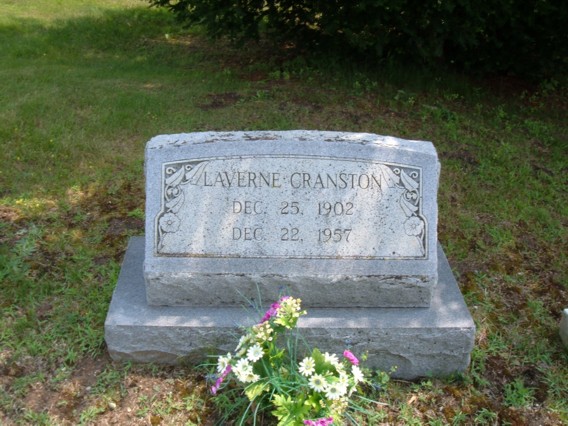 LAVERNE CRANSTON
DEC. 25, 1902
DEC. 22, 1957